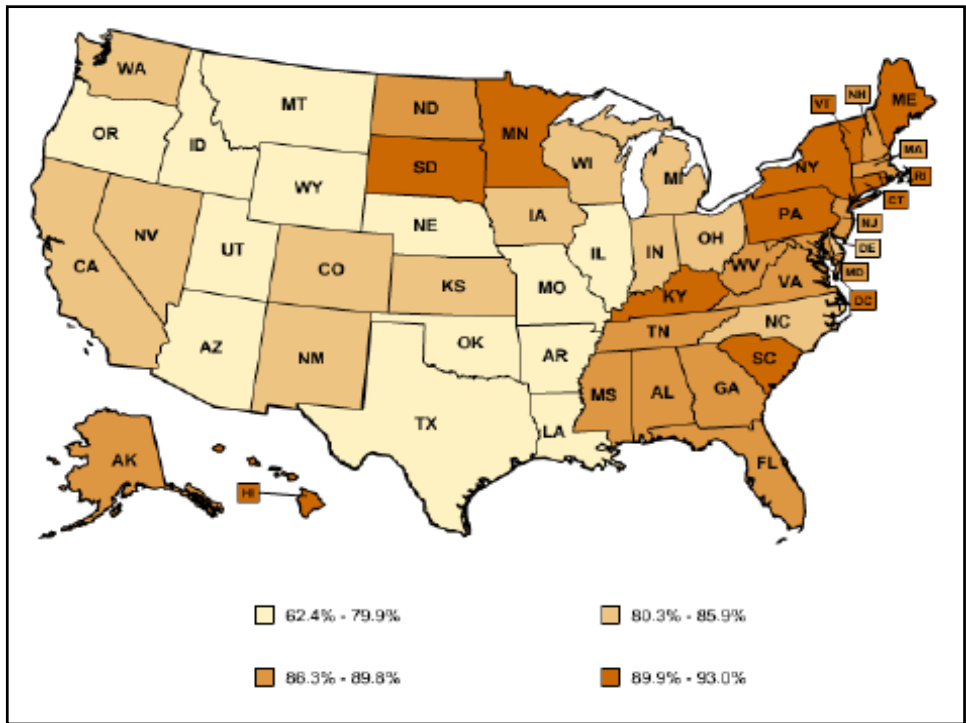 WA
MT
ND
MN
ME
VT
NH
OR
ID
WY
SD
WI
MI
NY
MA
RI
CT
NV
UT
NE
IA
PA
NJ
CA
CO
KS
MO
IL
IN
OH
WV
DE
MD
VA
DC
KY
AZ
NM
OK
AR
TN
NC
SC
TX
LA
MS
AL
GA
FL
AK
HI
62.4% - 79.9%
80.3% - 85.9%
86.3% - 89.8%
89.9% - 93.0%